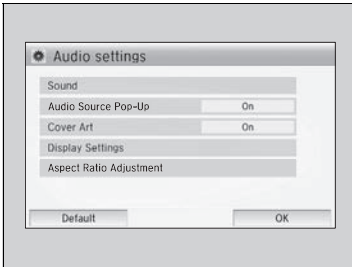 Audio settings
Sound
Audio Source Pop-Up On
Cover Art On
Display Settings
Aspect Ratio Adjustment
Default OK